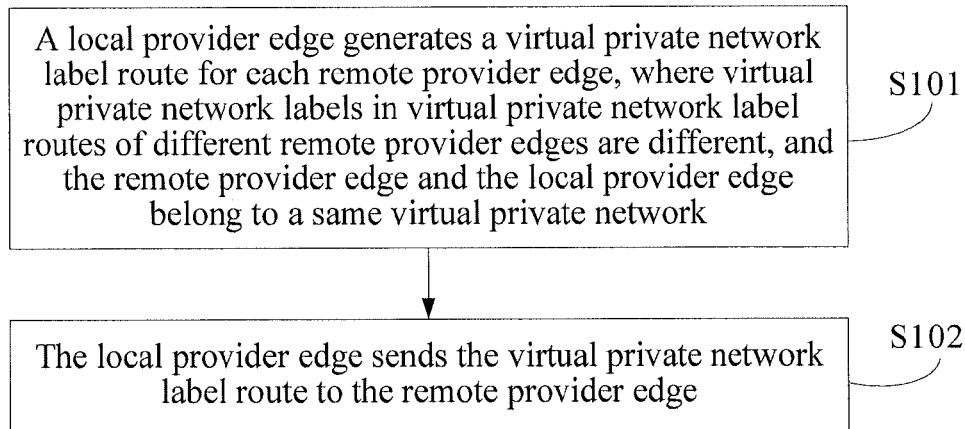 A local provider edge generates a virtual private network
label route for each remote provider edge, where virtual
private network labels in virtual private network label
routes of different remote provider edges are different, and
the remote provider edge and the local provider edge
belong to a same virtual private network
S101
The local provider edge sends the virtual private network
label route to the remote provider edge
S102